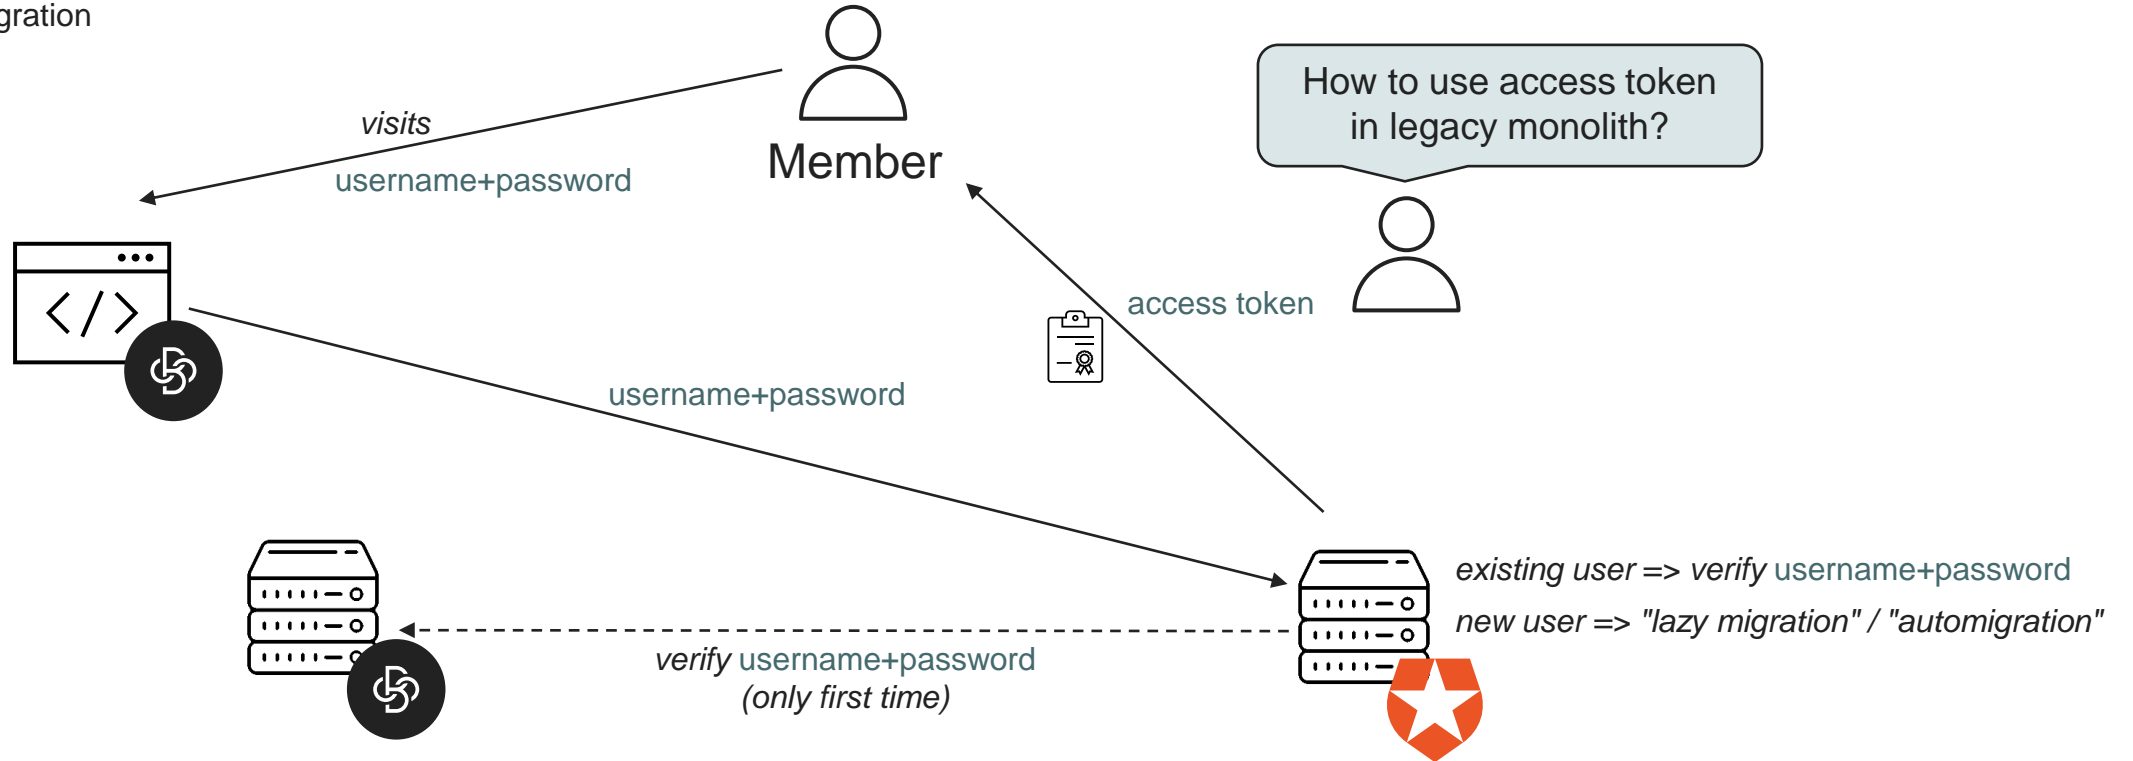 gration
visits
username+password
Member
How to use access token
in legacy monolith?
access token
username+password
verify username+password
(only first time)
existing user => verify username+password
new user => "lazy migration" / "automigration"